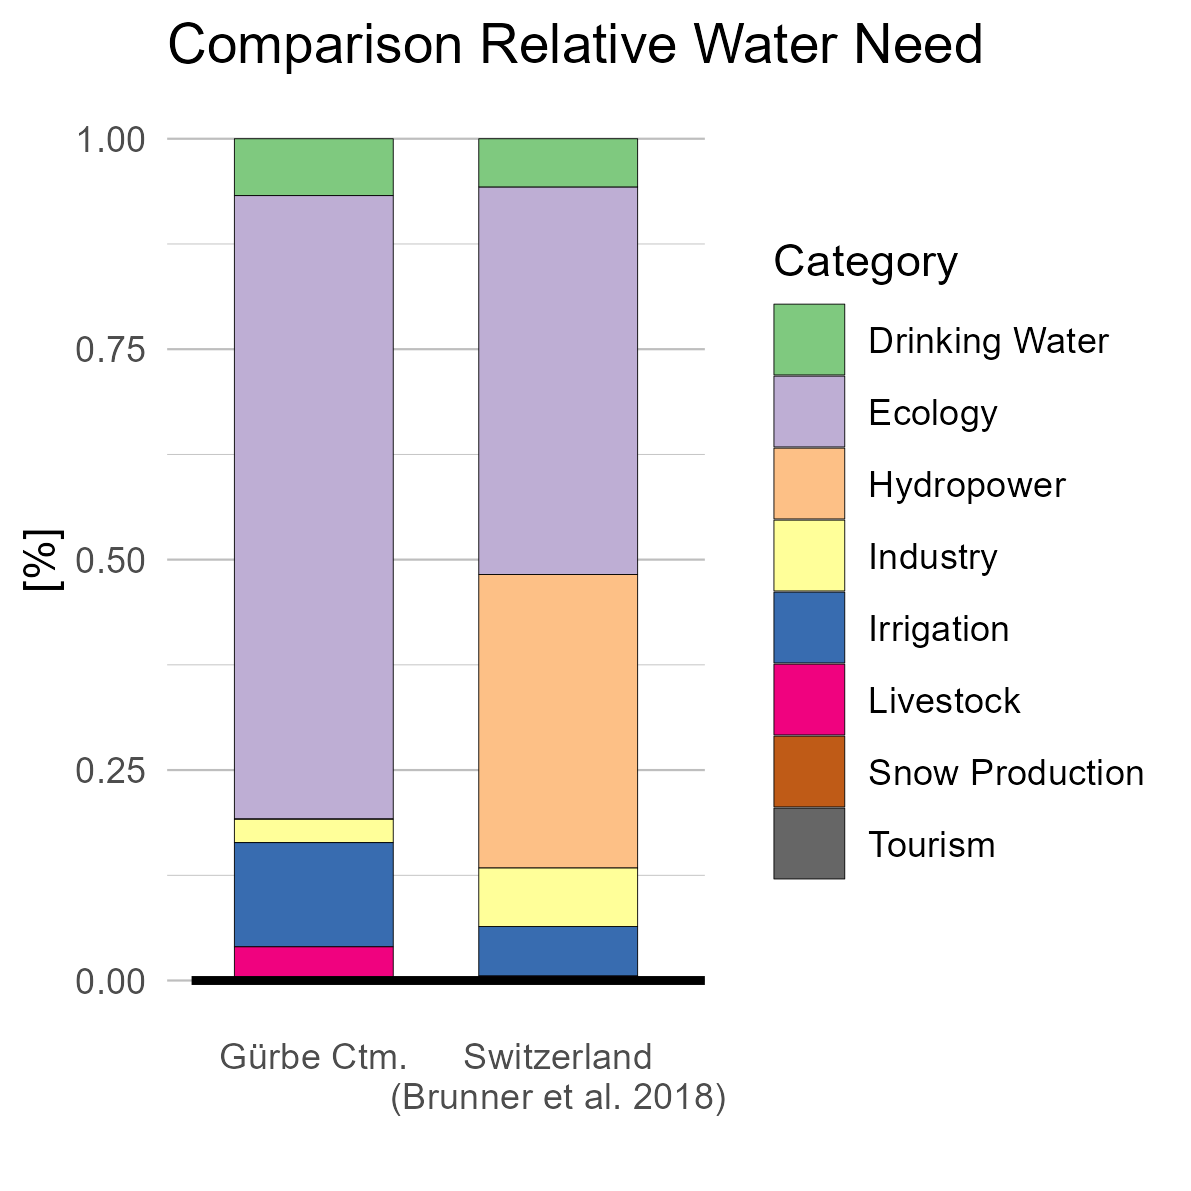 Comparison Relative Water Need
1.00
0.75
0.50
0.25
0.00
[%]
Gürbe Ctm.
Switzerland
(Brunner et al. 2018)
Category
Drinking Water
Ecology
Hydropower
Industry
Irrigation
Livestock
Snow Production
Tourism